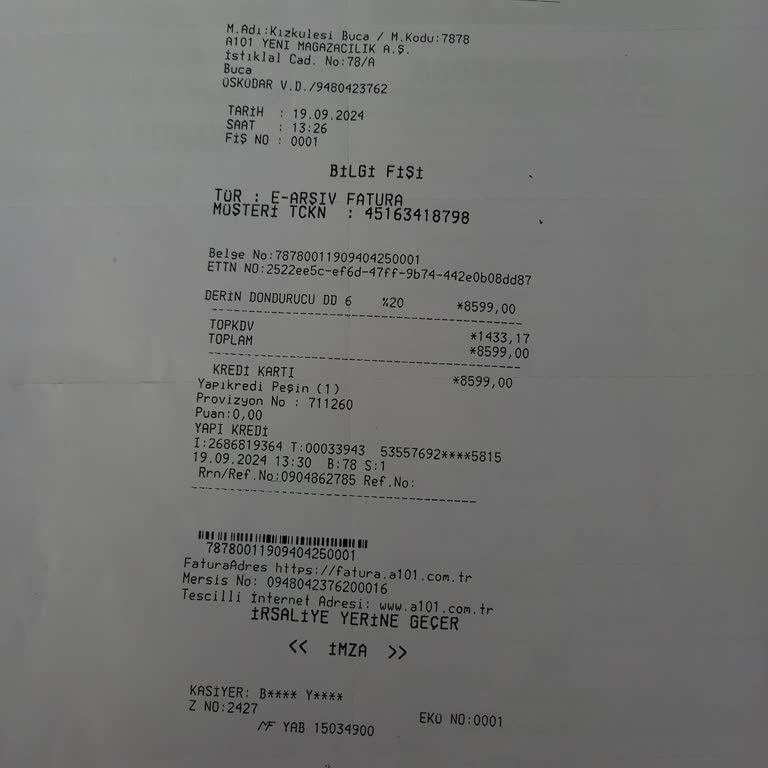 M.Adı:Kızkulesi Buca / M.Kodu:7878
A101 YENİ MAGAZACILIK A.Ş.
İstiklal Cad. No:78/A
Buca
ÜSKÜDAR V.D./9480423762
TARİH : 19.09.2024
SAAT : 13:26
FİŞ NO : 0001
BİLGİ FİŞİ
TÜR : E-ARŞİV FATURA
MÜŞTERİ TCKN : 45163418798
Belge No:78780011909404250001
ETTN NO:2522ee5c-ef6d-47ff-9b74-442e0b08dd87
DERİN DONDURUCU DD 6 %20 *8599,00
TOPKDV *1433,17
TOPLAM *8599,00
KREDİ KARTI *8599,00
Yapıkredi Peşin (1)
Provizyon No : 711260
Puan:0,00
YAPI KREDİ
I:2686819364 T:00033943 53557692****5815
19.09.2024 13:30 B:78 S:1
Rrn/Ref.No:0904862785 Ref.No:
78780011909404250001
FaturaAdres https://fatura.a101.com.tr
Mersis No: 0948042376200016
Tescilli İnternet Adresi: www.a101.com.tr
İRSALİYE YERİNE GEÇER
<< İMZA >>
KASİYER: B**** Y****
Z NO:2427 EKÜ NO:0001
MF YAB 15034900